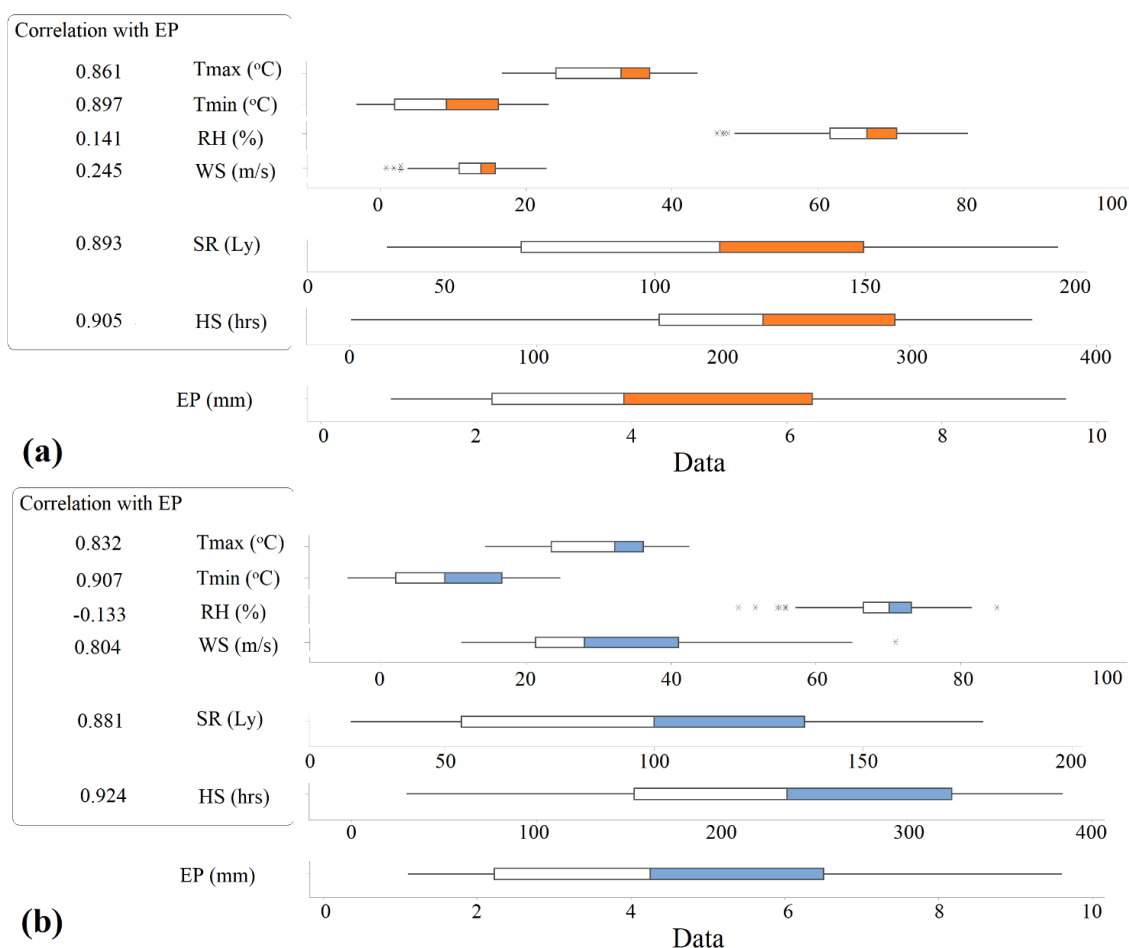 Correlation with EP
0.861 Tmax (°C)
0.897 Tmin (°C)
0.141 RH (%)
0.245 WS (m/s)
0 20 40 60 80 100
0.893 SR (Ly)
0 50 100 150 200
0.905 HS (hrs)
0 100 200 300 400
EP (mm)
0 2 4 6 8 10
(a) Data
Correlation with EP
0.832 Tmax (°C)
0.907 Tmin (°C)
-0.133 RH (%)
0.804 WS (m/s)
0 20 40 60 80 100
0.881 SR (Ly)
0 50 100 150 200
0.924 HS (hrs)
0 100 200 300 400
EP (mm)
0 2 4 6 8 10
(b) Data